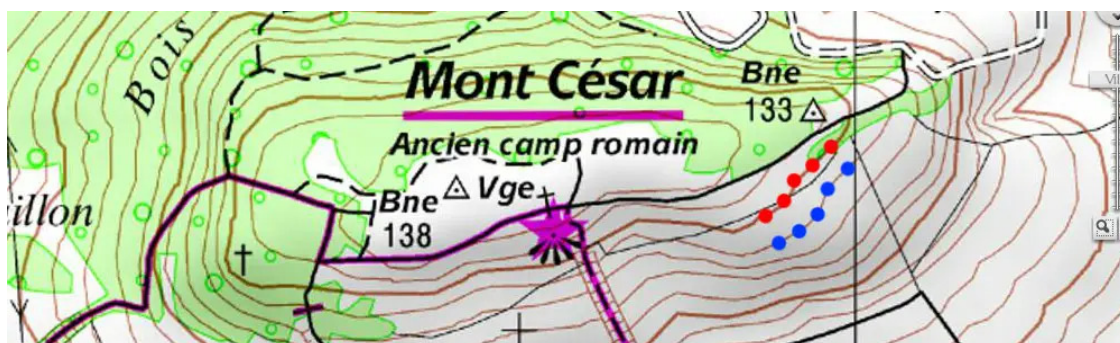 Bois
Mont César
Bne
133
Ancien camp romain
Vge
Bne
138
illon